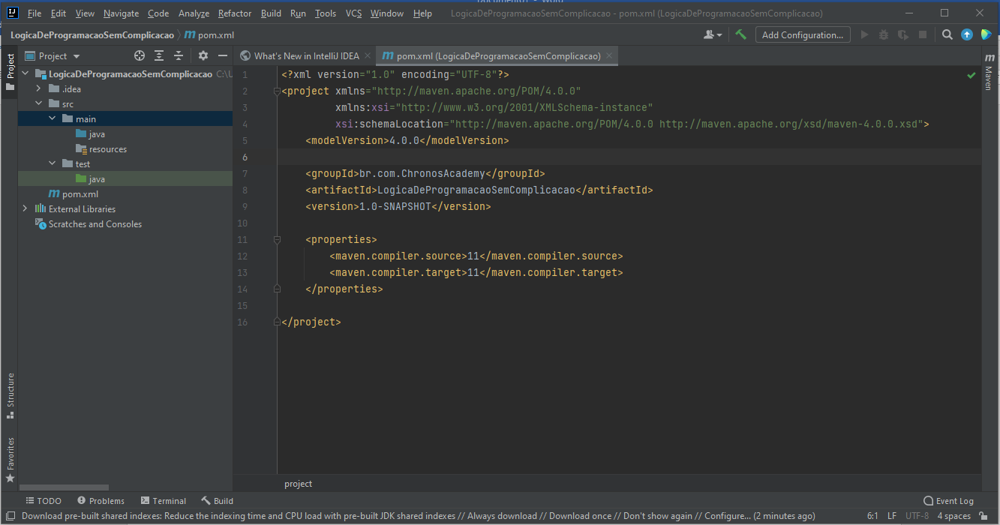 File Edit View Navigate Code Analyze Refactor Build Run Tools VCS Window Help LogicaDeProgramacaoSemComplicacao - pom.xml (LogicaDeProgramacaoSemComplicacao)
LogicaDeProgramacaoSemComplicacao m pom.xml Add Configuration...
Project
Project
What's New in IntelliJ IDEA
m pom.xml (LogicaDeProgramacaoSemComplicacao)
m Maven
LogicaDeProgramacaoSemComplicacao C:\U
.idea
src
main
java
resources
test
java
m pom.xml
External Libraries
Scratches and Consoles
1 <?xml version="1.0" encoding="UTF-8"?>
2 <project xmlns="http://maven.apache.org/POM/4.0.0"
3 xmlns:xsi="http://www.w3.org/2001/XMLSchema-instance"
4 xsi:schemaLocation="http://maven.apache.org/POM/4.0.0 http://maven.apache.org/xsd/maven-4.0.0.xsd">
5 <modelVersion>4.0.0</modelVersion>
6
7 <groupId>br.com.ChronosAcademy</groupId>
8 <artifactId>LogicaDeProgramacaoSemComplicacao</artifactId>
9 <version>1.0-SNAPSHOT</version>
10
11 <properties>
12 <maven.compiler.source>11</maven.compiler.source>
13 <maven.compiler.target>11</maven.compiler.target>
14 </properties>
15
16 </project>
Structure
Favorites
project
TODO Problems Terminal Build Event Log
Download pre-built shared indexes: Reduce the indexing time and CPU load with pre-built JDK shared indexes // Always download // Download once // Don't show again // Configure... (2 minutes ago) 6:1 LF UTF-8 4 spaces